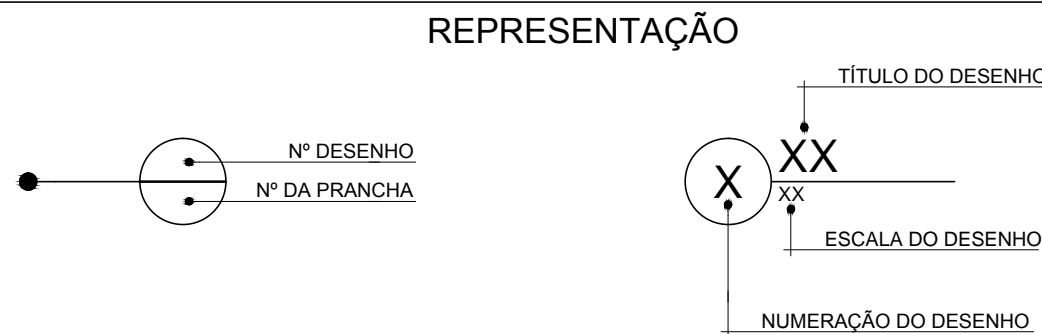 REPRESENTAÇÃO
TÍTULO DO DESENHO
Nº DESENHO
Nº DA PRANCHA
X
XX
XX
ESCALA DO DESENHO
NUMERAÇÃO DO DESENHO